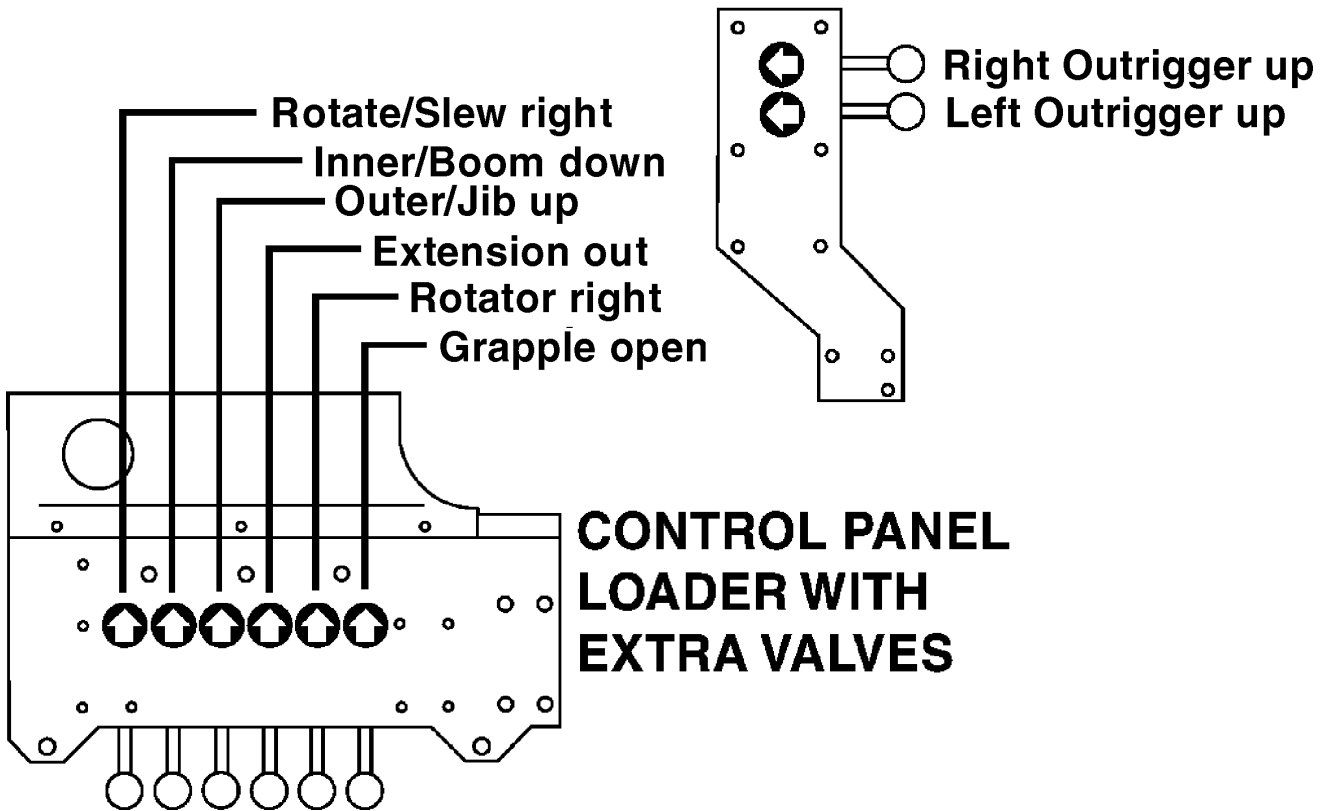 Right Outrigger up
Left Outrigger up
Rotate/Slew right
Inner/Boom down
Outer/Jib up
Extension out
Rotator right
Grapple open
CONTROL PANEL
LOADER WITH
EXTRA VALVES